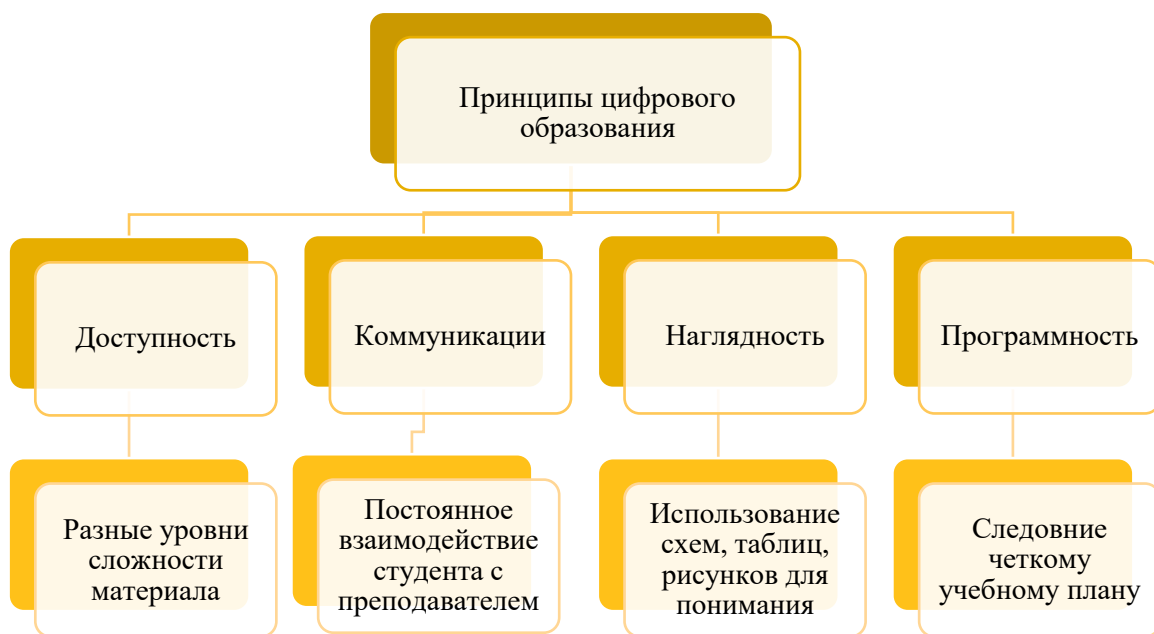 Принципы цифрового
образования
Доступность
Коммуникации
Наглядность
Программность
Разные уровни
сложности
материала
Постоянное
взаимодействие
студента с
преподавателем
Использование
схем, таблиц,
рисунков для
понимания
Следовние
четкому
учебному плану